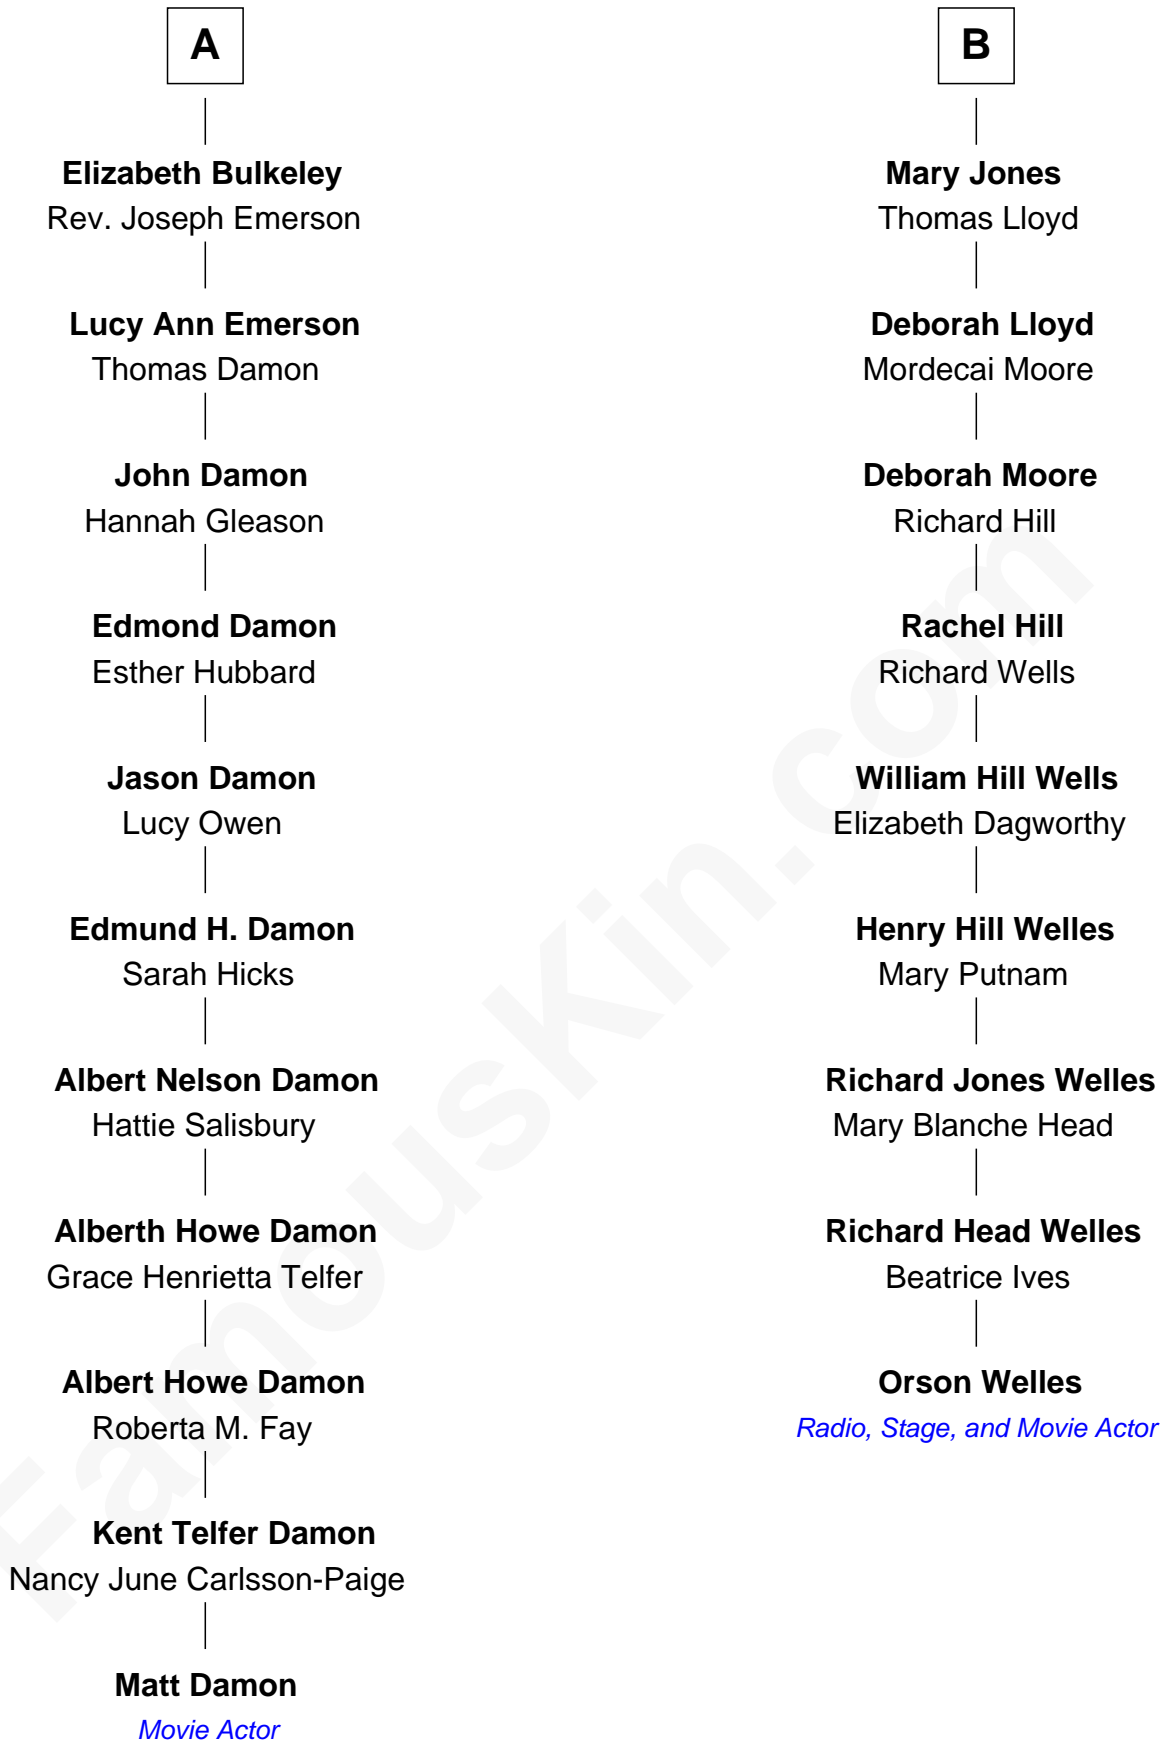 A
Elizabeth Bulkeley
Rev. Joseph Emerson
Lucy Ann Emerson
Thomas Damon
John Damon
Hannah Gleason
Edmond Damon
Esther Hubbard
Jason Damon
Lucy Owen
Edmund H. Damon
Sarah Hicks
Albert Nelson Damon
Hattie Salisbury
Alberth Howe Damon
Grace Henrietta Telfer
Albert Howe Damon
Roberta M. Fay
Kent Telfer Damon
Nancy June Carlsson-Paige
Matt Damon
Movie Actor
B
Mary Jones
Thomas Lloyd
Deborah Lloyd
Mordecai Moore
Deborah Moore
Richard Hill
Rachel Hill
Richard Wells
William Hill Wells
Elizabeth Dagworthy
Henry Hill Welles
Mary Putnam
Richard Jones Welles
Mary Blanche Head
Richard Head Welles
Beatrice Ives
Orson Welles
Radio, Stage, and Movie Actor
FamousKin.com